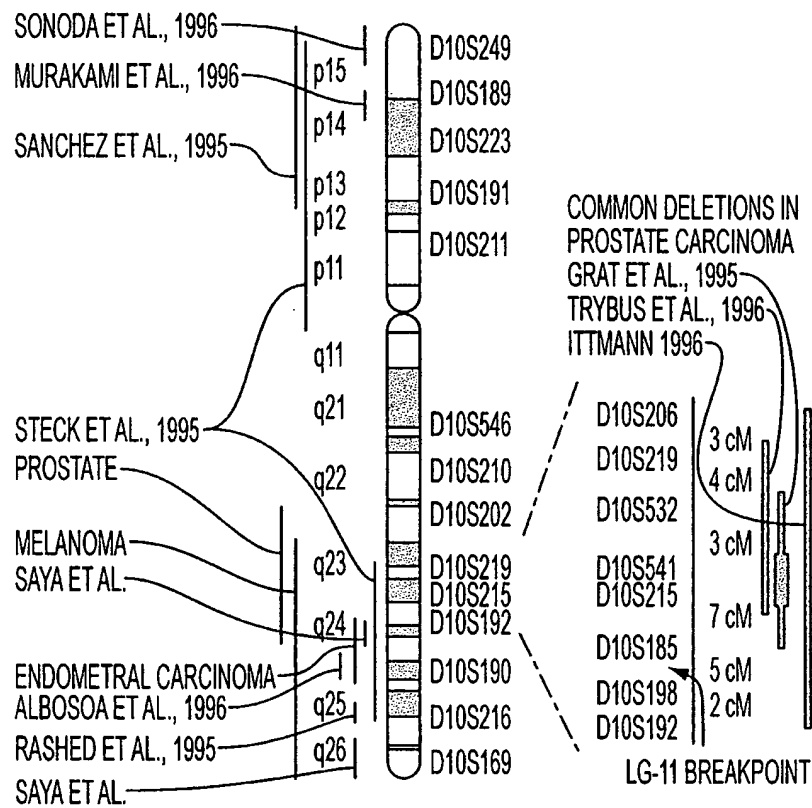 SONODA ET AL., 1996
MURAKAMI ET AL., 1996
SANCHEZ ET AL., 1995
STECK ET AL., 1995
PROSTATE
MELANOMA
SAYA ET AL.
ENDOMETRAL CARCINOMA
ALBOSOA ET AL., 1996
RASHED ET AL., 1995
SAYA ET AL.
p15
p14
p13
p12
p11
q11
q21
q22
q23
q24
q25
q26
D10S249
D10S189
D10S223
D10S191
D10S211
D10S546
D10S210
D10S202
D10S219
D10S215
D10S192
D10S190
D10S216
D10S169
COMMON DELETIONS IN
PROSTATE CARCINOMA
GRAT ET AL., 1995
TRYBUS ET AL., 1996
ITTMANN 1996
D10S206
D10S219
D10S532
D10S541
D10S215
D10S185
D10S198
D10S192
3 cM
4 cM
3 cM
7 cM
5 cM
2 cM
LG-11 BREAKPOINT